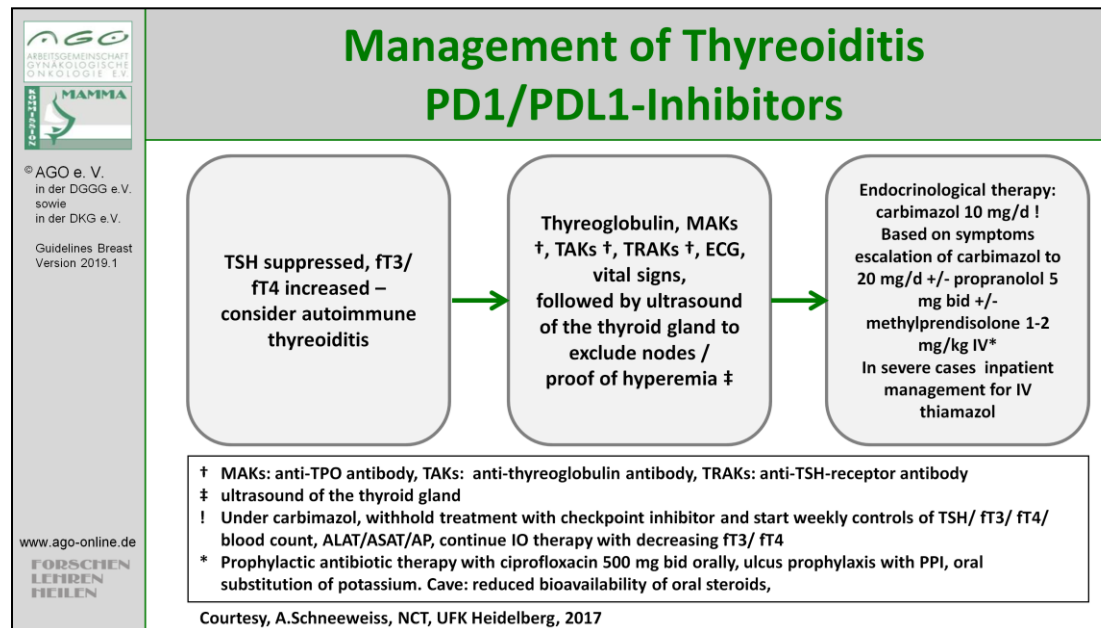 AGO
ARBEITSGEMEINSCHAFT
GYNÄKOLOGISCHE
ONKOLOGIE E.V.
KOMMISSION
MAMMA
© AGO e. V.
in der DGGG e.V.
sowie
in der DKG e.V.
Guidelines Breast
Version 2019.1
www.ago-online.de
FORSCHEN
LEHREN
HEILEN
Management of Thyreoiditis
PD1/PDL1-Inhibitors
TSH suppressed, fT3/
fT4 increased –
consider autoimmune
thyreoiditis
Thyreoglobulin, MAKs
†, TAKs †, TRAKs †, ECG,
vital signs,
followed by ultrasound
of the thyroid gland to
exclude nodes /
proof of hyperemia ‡
Endocrinological therapy:
carbimazol 10 mg/d !
Based on symptoms
escalation of carbimazol to
20 mg/d +/- propranolol 5
mg bid +/-
methylprendisolone 1-2
mg/kg IV*
In severe cases inpatient
management for IV
thiamazol
† MAKs: anti-TPO antibody, TAKs: anti-thyreoglobulin antibody, TRAKs: anti-TSH-receptor antibody
‡ ultrasound of the thyroid gland
! Under carbimazol, withhold treatment with checkpoint inhibitor and start weekly controls of TSH/ fT3/ fT4/
blood count, ALAT/ASAT/AP, continue IO therapy with decreasing fT3/ fT4
* Prophylactic antibiotic therapy with ciprofloxacin 500 mg bid orally, ulcus prophylaxis with PPI, oral
substitution of potassium. Cave: reduced bioavailability of oral steroids,
Courtesy, A.Schneeweiss, NCT, UFK Heidelberg, 2017